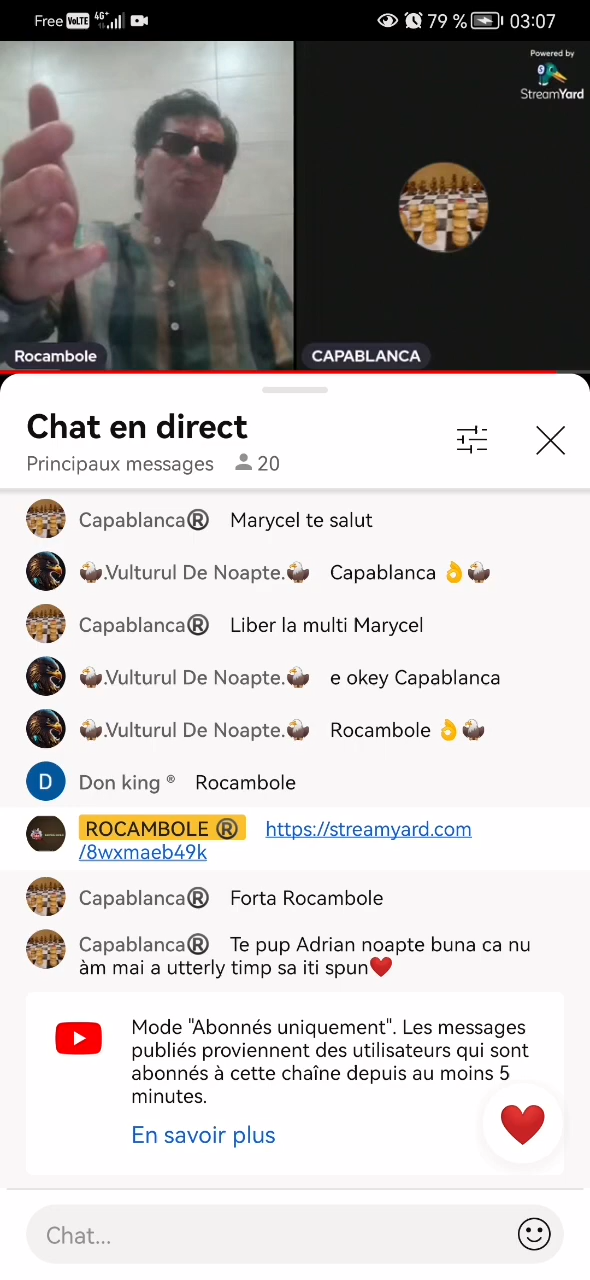 Free VoLTE 4G+ 79 % 03:07
Powered by
StreamYard
Rocambole
CAPABLANCA
Chat en direct
Principaux messages 20
Capablanca® Marycel te salut
.Vulturul De Noapte. Capablanca 👌
Capablanca® Liber la multi Marycel
.Vulturul De Noapte. e okey Capablanca
.Vulturul De Noapte. Rocambole 👌
D Don king ® Rocambole
ROCAMBOLE ® https://streamyard.com
/8wxmaeb49k
Capablanca® Forta Rocambole
Capablanca® Te pup Adrian noapte buna ca nu
àm mai a utterly timp sa iti spun❤️
Mode "Abonnés uniquement". Les messages
publiés proviennent des utilisateurs qui sont
abonnés à cette chaîne depuis au moins 5
minutes.
En savoir plus
Chat...